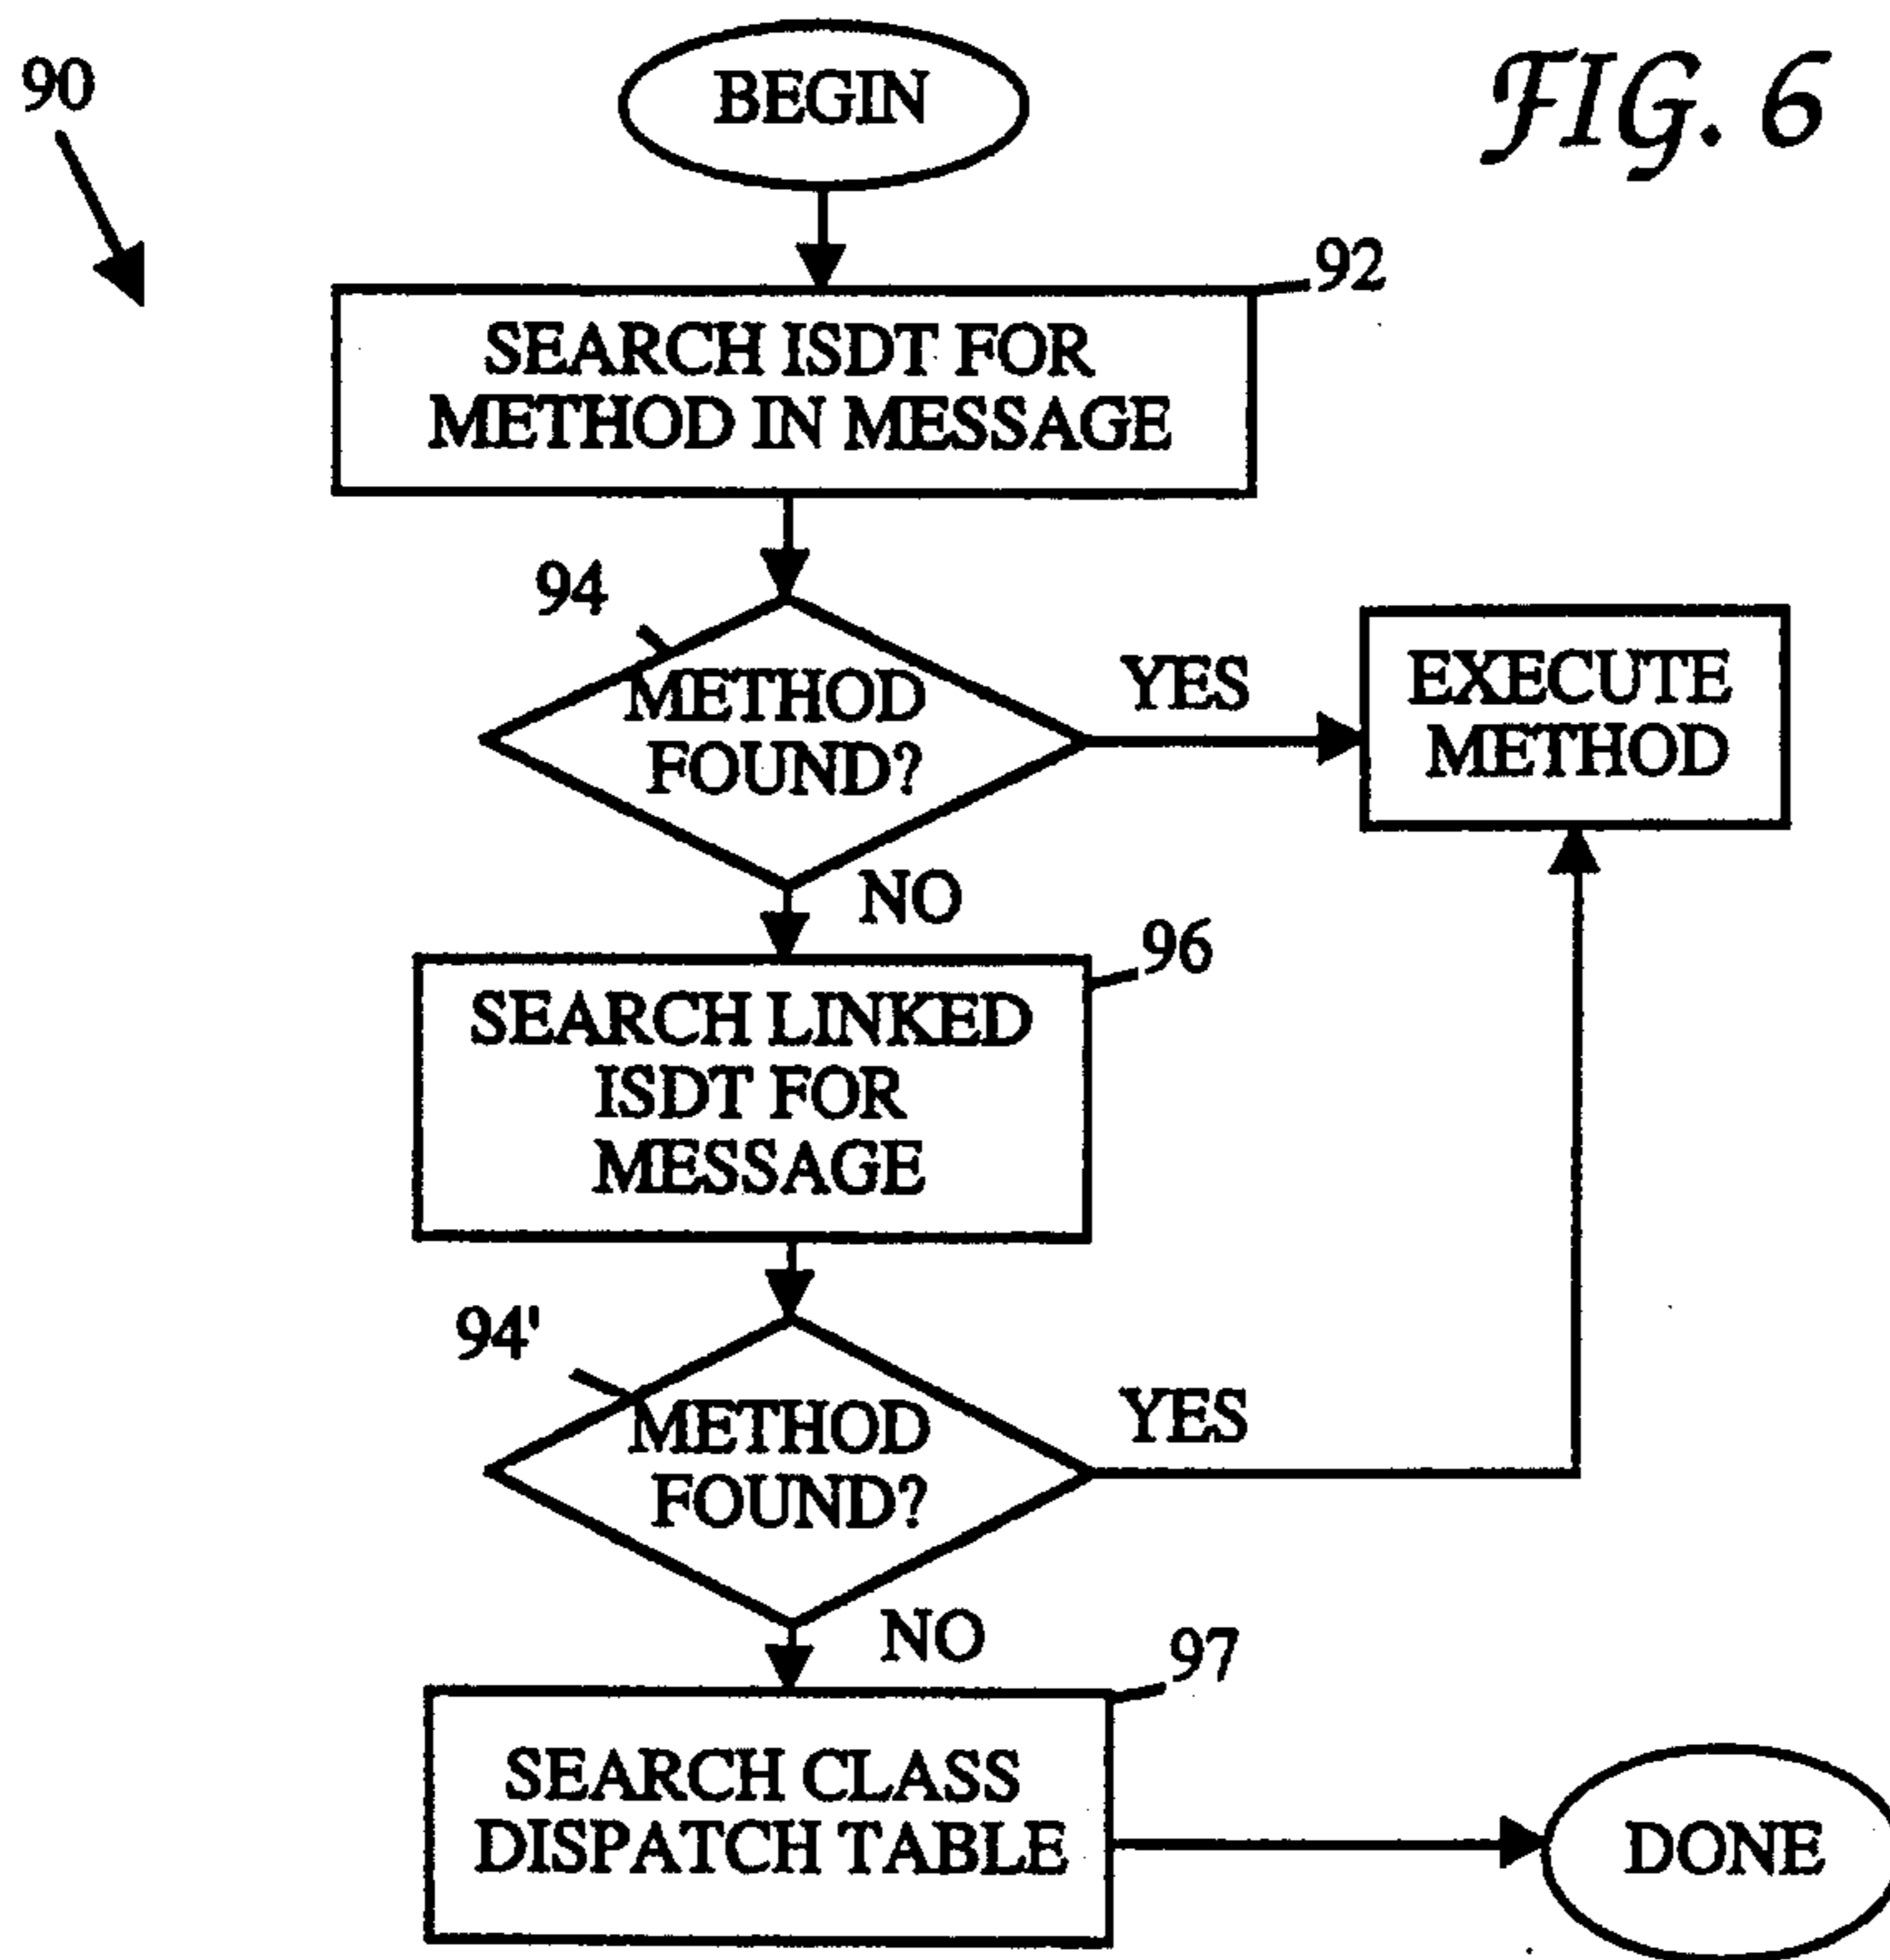 FIG. 6
90
BEGIN
92
SEARCH ISDT FOR
METHOD IN MESSAGE
94
METHOD
FOUND?
YES
EXECUTE
METHOD
NO
96
SEARCH LINKED
ISDT FOR
MESSAGE
94'
METHOD
FOUND?
YES
NO
97
SEARCH CLASS
DISPATCH TABLE
DONE